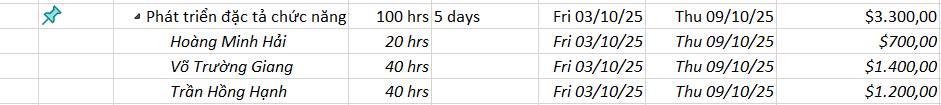 Phát triển đặc tả chức năng 100 hrs 5 days Fri 03/10/25 Thu 09/10/25 $3.300,00
Hoàng Minh Hải 20 hrs Fri 03/10/25 Thu 09/10/25 $700,00
Võ Trường Giang 40 hrs Fri 03/10/25 Thu 09/10/25 $1.400,00
Trần Hồng Hạnh 40 hrs Fri 03/10/25 Thu 09/10/25 $1.200,00